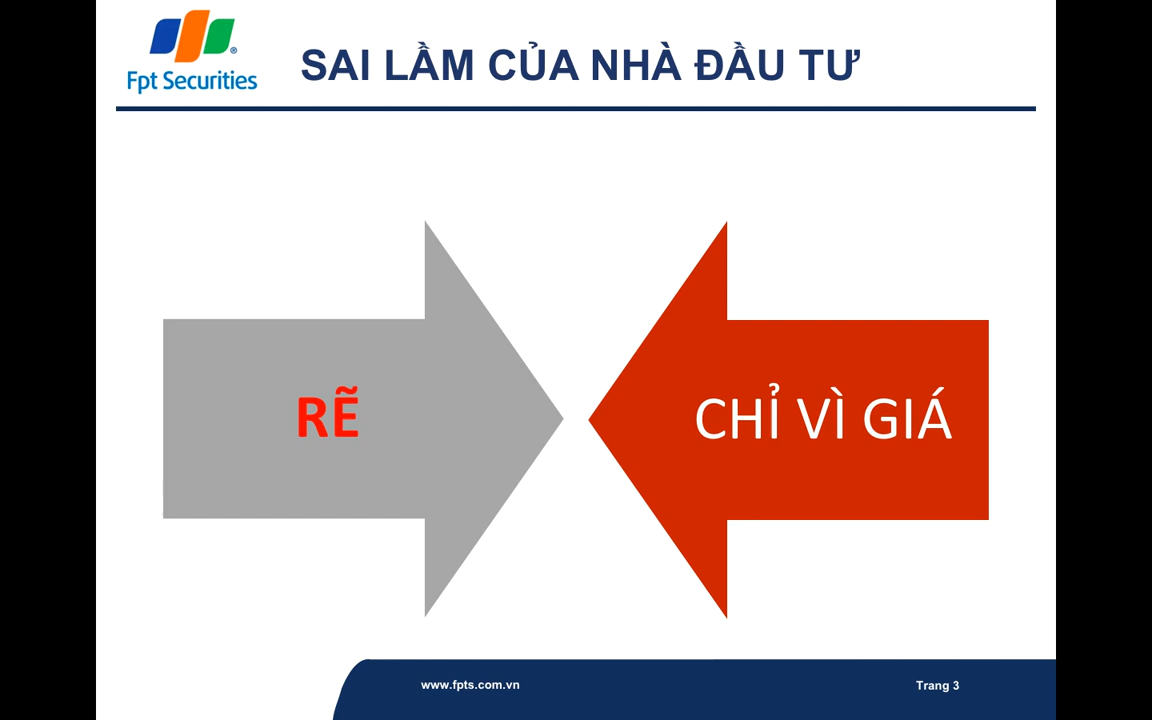 Fpt Securities
SAI LẦM CỦA NHÀ ĐẦU TƯ
RẼ
CHỈ VÌ GIÁ
www.fpts.com.vn
Trang 3